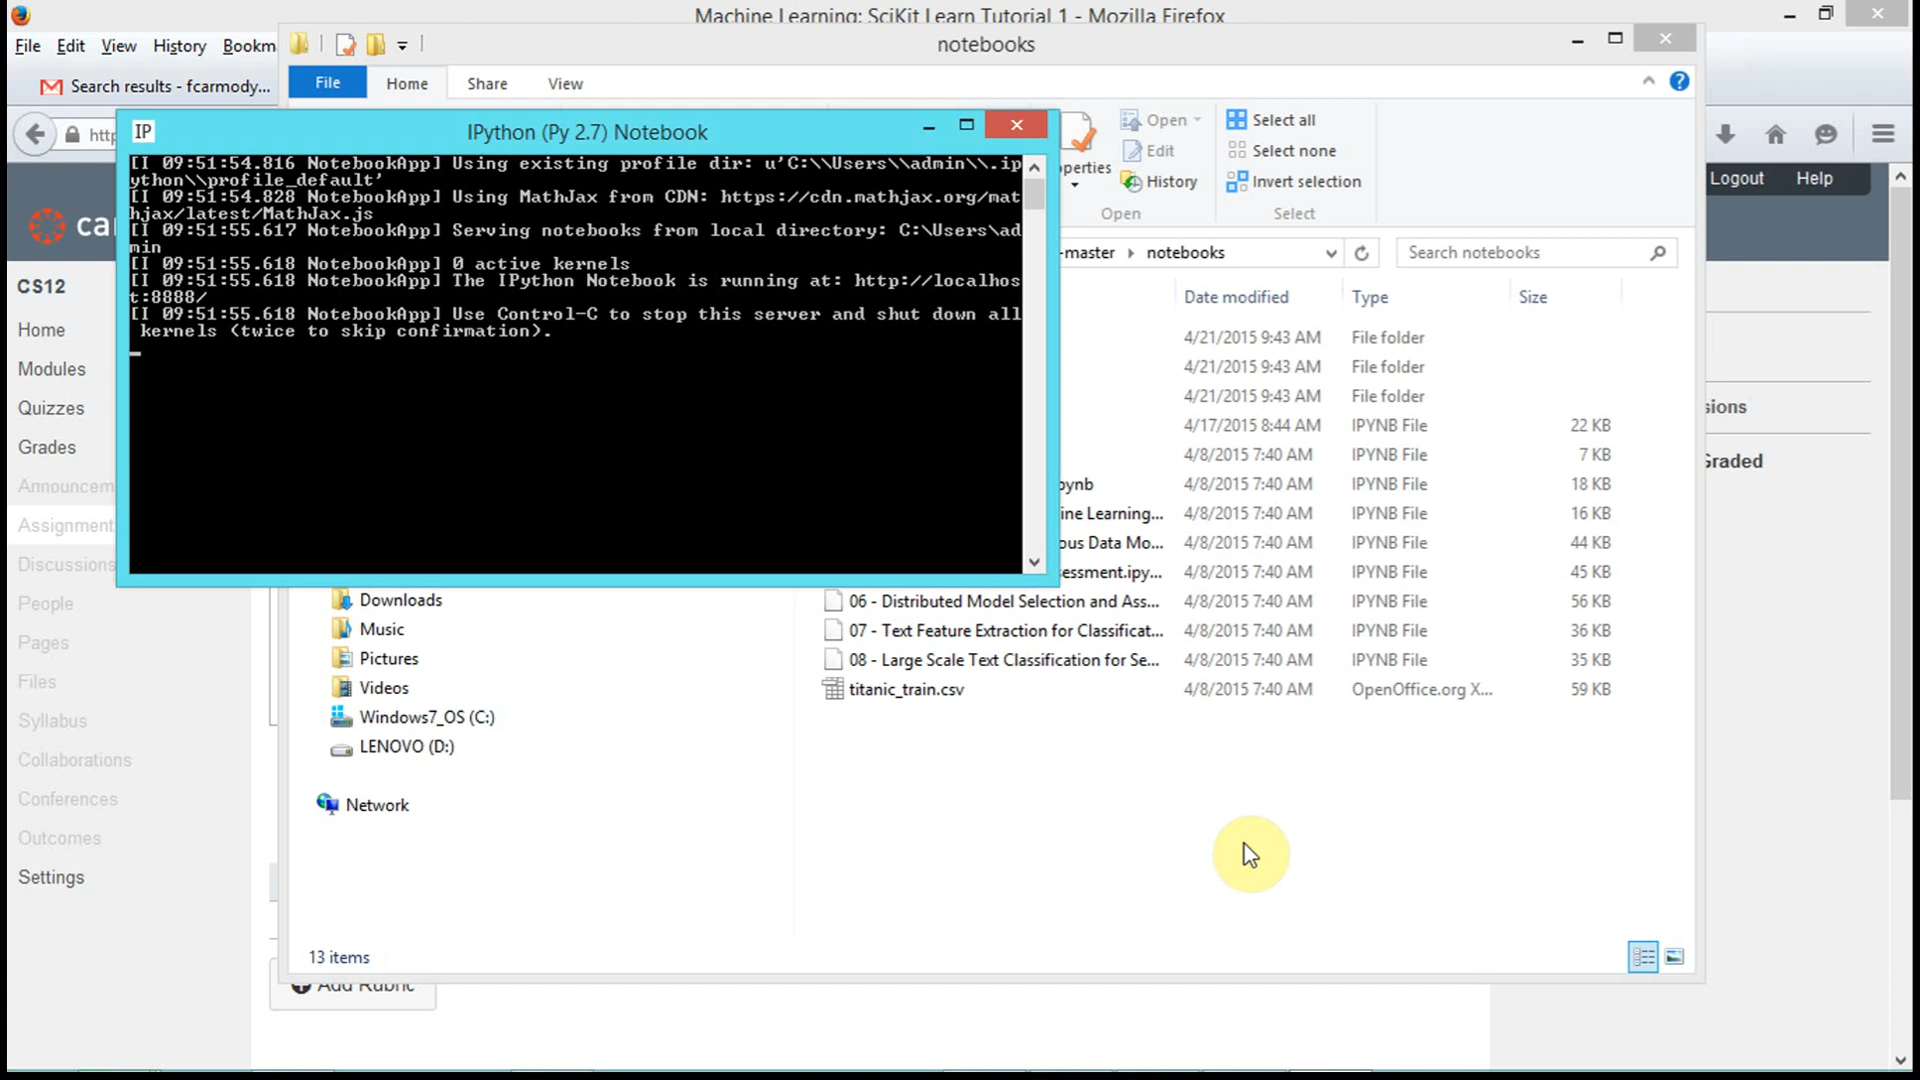 Machine Learning: SciKit Learn Tutorial 1 - Mozilla Firefox
File Edit View History Bookm
notebooks
Search results - fcarmody,...
File Home Share View
IP IPython (Py 2.7) Notebook
[I 09:51:54.816 NotebookApp] Using existing profile dir: u'C:\\Users\\admin\\.ip
ython\\profile_default'
[I 09:51:54.828 NotebookApp] Using MathJax from CDN: https://cdn.mathjax.org/mat
hjax/latest/MathJax.js
[I 09:51:55.617 NotebookApp] Serving notebooks from local directory: C:\Users\ad
min
[I 09:51:55.618 NotebookApp] 0 active kernels
[I 09:51:55.618 NotebookApp] The IPython Notebook is running at: http://localhos
t:8888/
[I 09:51:55.618 NotebookApp] Use Control-C to stop this server and shut down all
kernels (twice to skip confirmation).
Open
Edit
operties
History
Open
Select all
Select none
Invert selection
Select
http
Logout Help
ca
-master notebooks
Search notebooks
CS12
Home
Modules
Quizzes
Grades
Announcem
Assignment
Discussions
People
Pages
Files
Syllabus
Collaborations
Conferences
Outcomes
Settings
Date modified Type Size
4/21/2015 9:43 AM File folder
4/21/2015 9:43 AM File folder
4/21/2015 9:43 AM File folder
4/17/2015 8:44 AM IPYNB File 22 KB
4/8/2015 7:40 AM IPYNB File 7 KB
pynb 4/8/2015 7:40 AM IPYNB File 18 KB
ine Learning... 4/8/2015 7:40 AM IPYNB File 16 KB
ous Data Mo... 4/8/2015 7:40 AM IPYNB File 44 KB
essment.ipy... 4/8/2015 7:40 AM IPYNB File 45 KB
06 - Distributed Model Selection and Ass... 4/8/2015 7:40 AM IPYNB File 56 KB
07 - Text Feature Extraction for Classificat... 4/8/2015 7:40 AM IPYNB File 36 KB
08 - Large Scale Text Classification for Se... 4/8/2015 7:40 AM IPYNB File 35 KB
titanic_train.csv 4/8/2015 7:40 AM OpenOffice.org X... 59 KB
Downloads
Music
Pictures
Videos
Windows7_OS (C:)
LENOVO (D:)
Network
13 items
sions
Graded
Add Rubric